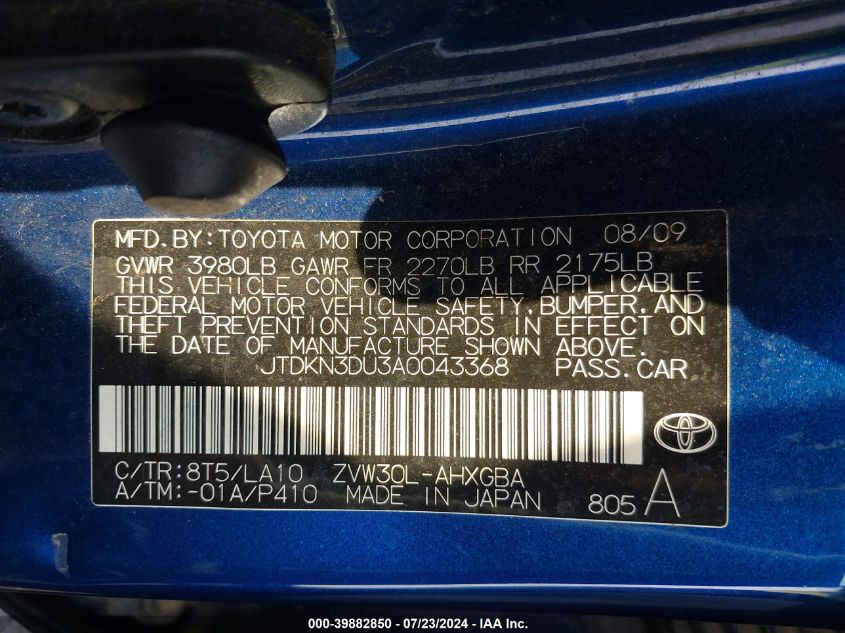 MFD.BY:TOYOTA MOTOR CORPORATION 08/09
GVWR 3980LB GAWR FR 2270LB RR 2175LB
THIS VEHICLE CONFORMS TO ALL APPLICABLE
FEDERAL MOTOR VEHICLE SAFETY,BUMPER,AND
THEFT PREVENTION STANDARDS IN EFFECT ON
THE DATE OF MANUFACTURE SHOWN ABOVE.
JTDKN3DU3A0043368 PASS.CAR
C/TR:8T5/LA10 ZVW30L-AHXGBA
A/TM:-01A/P410 MADE IN JAPAN 805 A
000-39882850 - 07/23/2024 - IAA Inc.